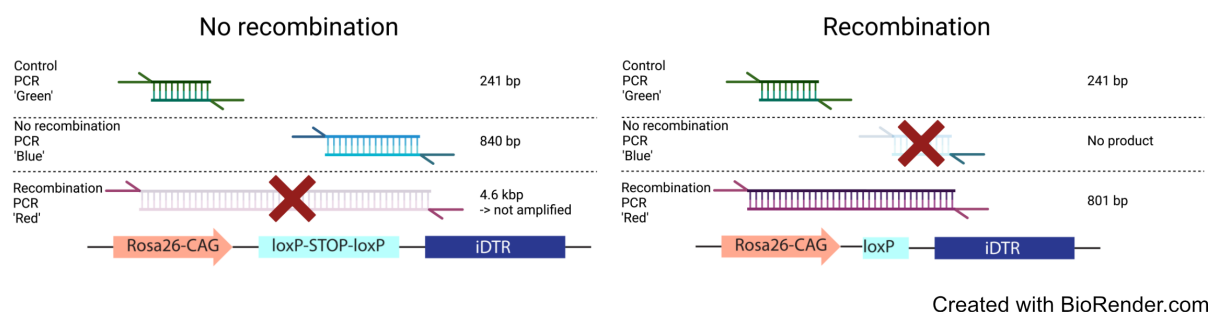 No recombination
Control
PCR
'Green'
241 bp
No recombination
PCR
'Blue'
840 bp
Recombination
PCR
'Red'
4.6 kbp
-> not amplified
Rosa26-CAG
loxP-STOP-loxP
iDTR
Recombination
Control
PCR
'Green'
241 bp
No recombination
PCR
'Blue'
No product
Recombination
PCR
'Red'
801 bp
Rosa26-CAG
loxP
iDTR
Created with BioRender.com